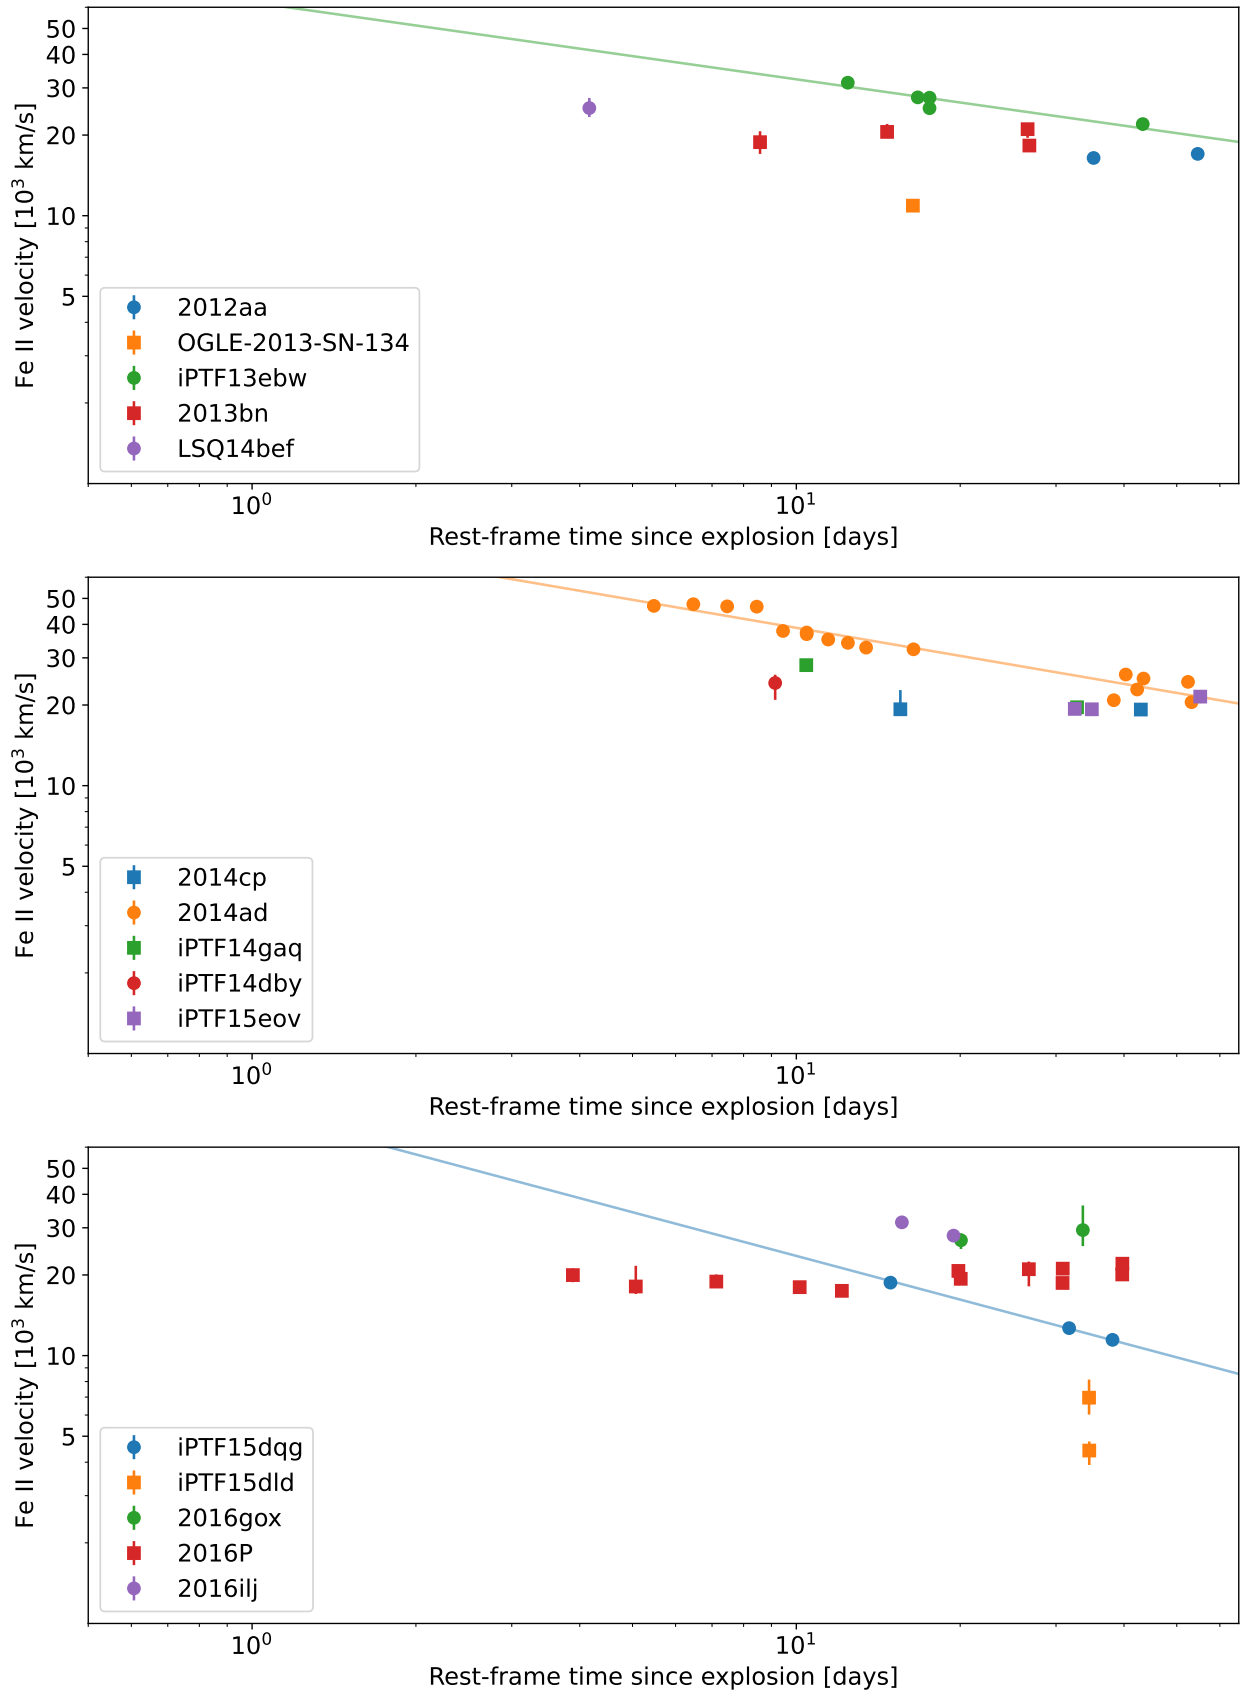 50
40
30
20
10
5
Fe II velocity [10³ km/s]
2012aa
OGLE-2013-SN-134
iPTF13ebw
2013bn
LSQ14bef
10⁰ 10¹
Rest-frame time since explosion [days]
50
40
30
20
10
5
Fe II velocity [10³ km/s]
2014cp
2014ad
iPTF14gaq
iPTF14dby
iPTF15eov
10⁰ 10¹
Rest-frame time since explosion [days]
50
40
30
20
10
5
Fe II velocity [10³ km/s]
iPTF15dqg
iPTF15dld
2016gox
2016P
2016ilj
10⁰ 10¹
Rest-frame time since explosion [days]